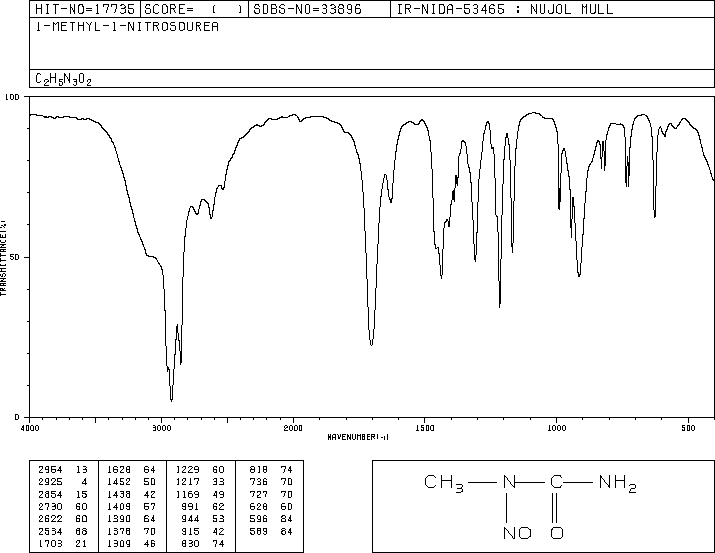 HIT-NO=17735 SCORE= ( ) SDBS-NO=33896 IR-NIDA-53465 : NUJOL MULL
1-METHYL-1-NITROSOUREA
C2H5N3O2
100
TRANSMITTANCE(%)
50
0
4000 3000 2000 1500 1000 500
WAVENUMBER(-1)
2954 13 1628 64 1229 60 818 74
2925 4 1452 50 1217 33 736 70
2854 15 1438 42 1169 49 727 70
2730 60 1409 57 991 62 628 60
2622 60 1390 64 944 53 596 84
2534 68 1378 70 915 42 589 84
1703 21 1309 46 830 74
CH3 N C NH2
NO O